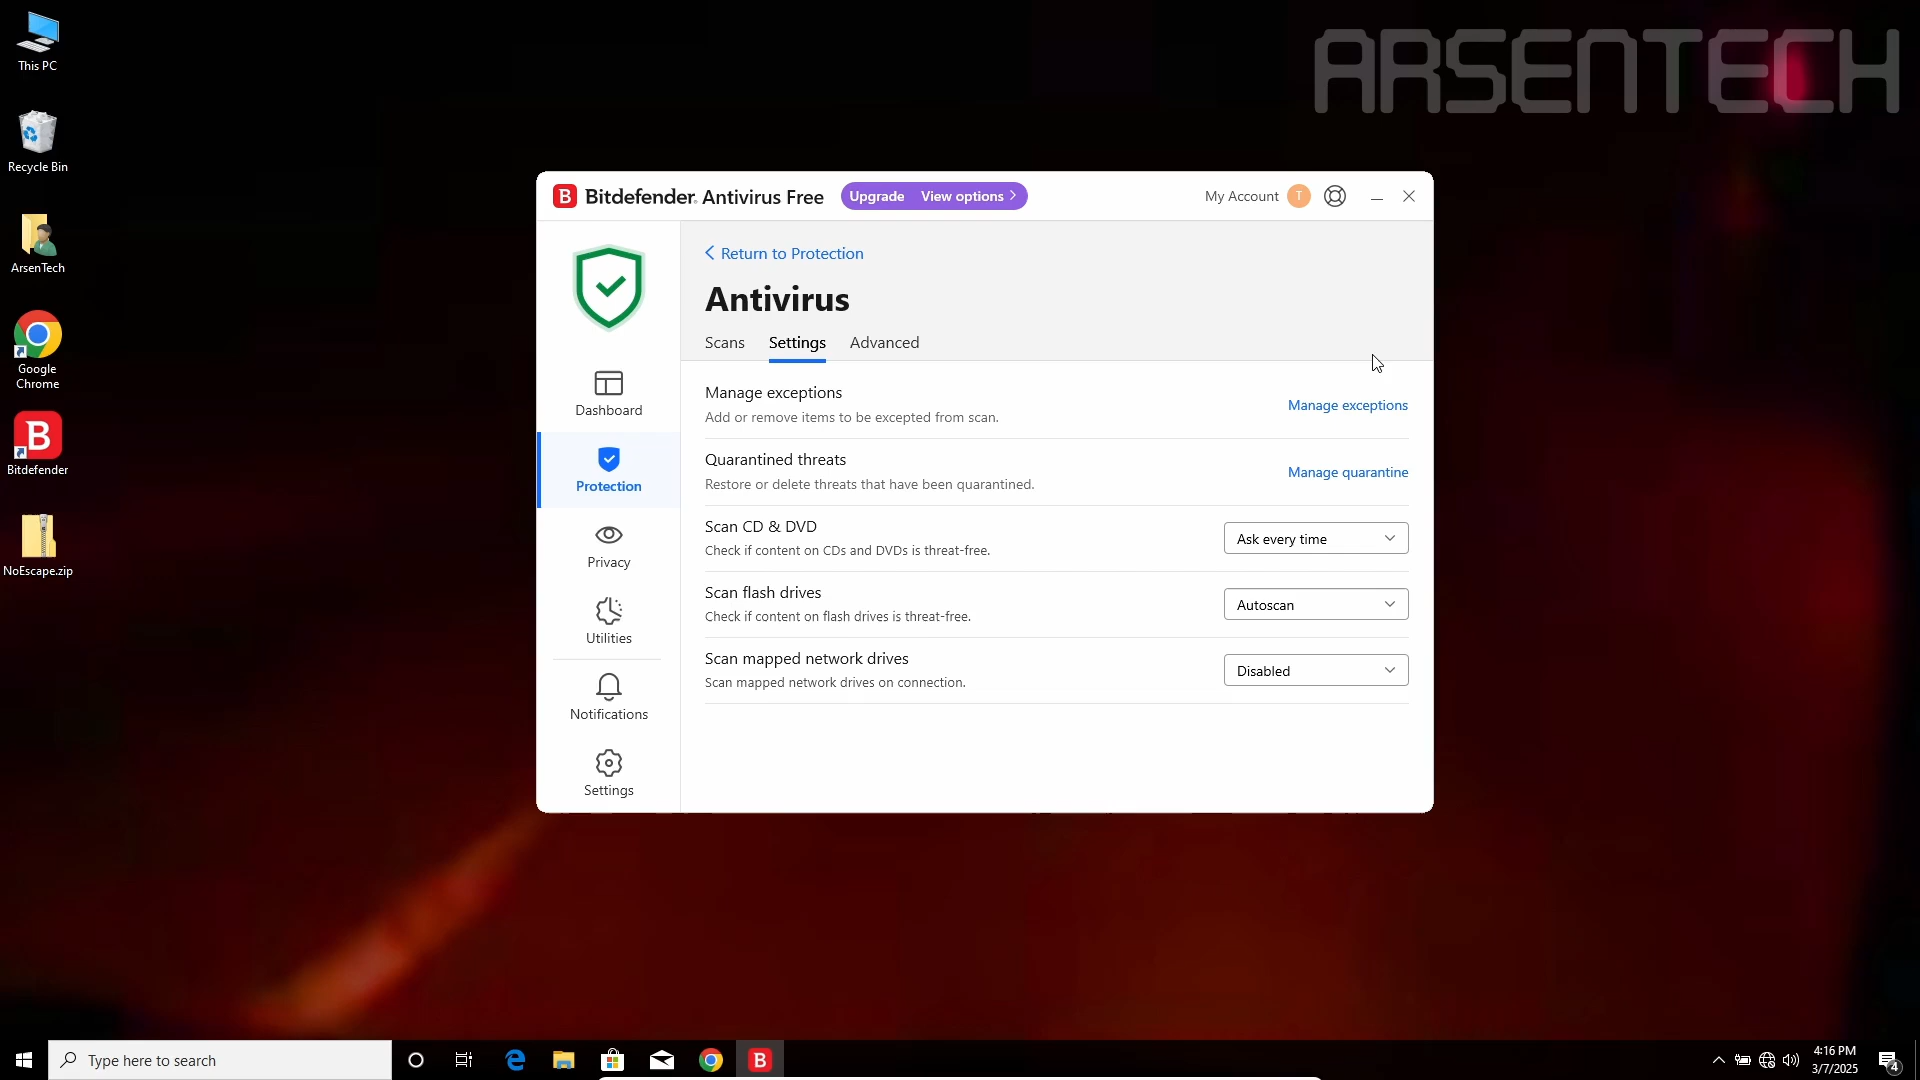 ARSENTECH
This PC
Recycle Bin
ArsenTech
Google
Chrome
Bitdefender
NoEscape.zip
B Bitdefender Antivirus Free
Upgrade View options
My Account T
Return to Protection
Antivirus
Scans Settings Advanced
Dashboard
Protection
Privacy
Utilities
Notifications
Settings
Manage exceptions
Add or remove items to be excepted from scan.
Manage exceptions
Quarantined threats
Restore or delete threats that have been quarantined.
Manage quarantine
Scan CD & DVD
Check if content on CDs and DVDs is threat-free.
Ask every time
Scan flash drives
Check if content on flash drives is threat-free.
Autoscan
Scan mapped network drives
Scan mapped network drives on connection.
Disabled
Type here to search
4:16 PM
3/7/2025
4